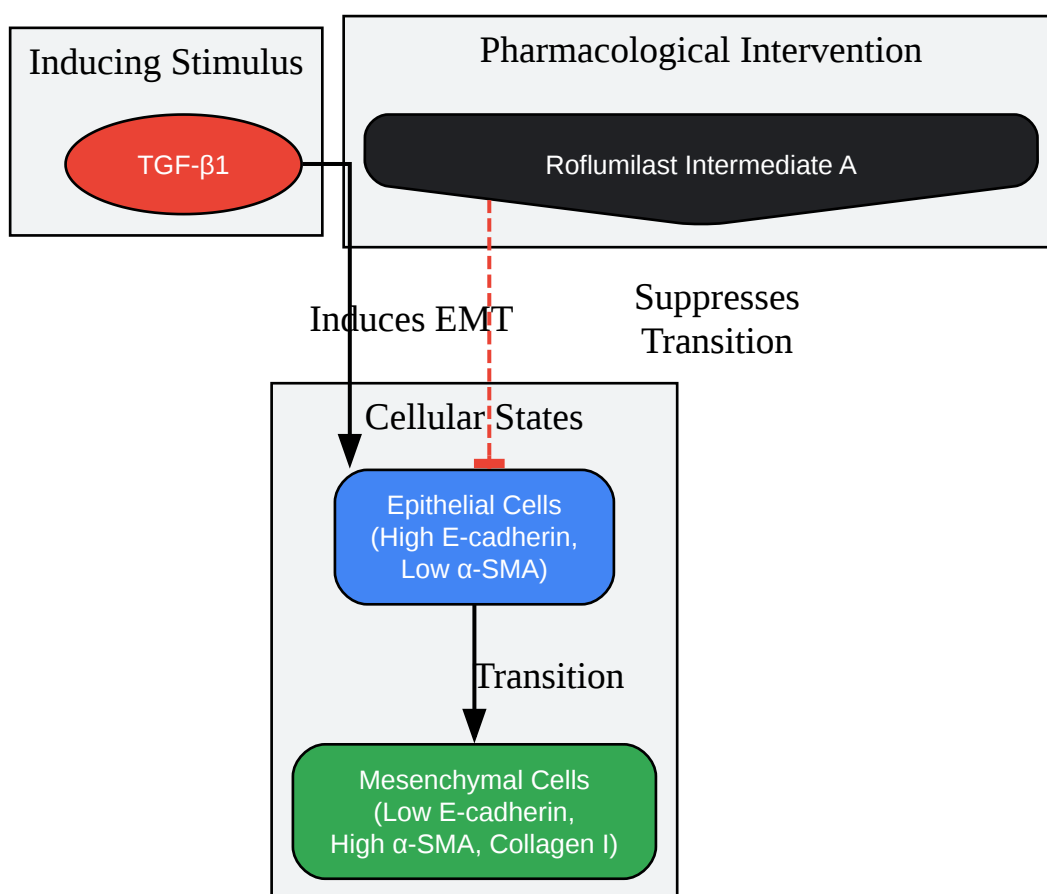 Inducing Stimulus
TGF-β1
Pharmacological Intervention
Roflumilast Intermediate A
Induces EMT
Suppresses
Transition
Cellular States
Epithelial Cells
(High E-cadherin,
Low α-SMA)
Transition
Mesenchymal Cells
(Low E-cadherin,
High α-SMA, Collagen I)